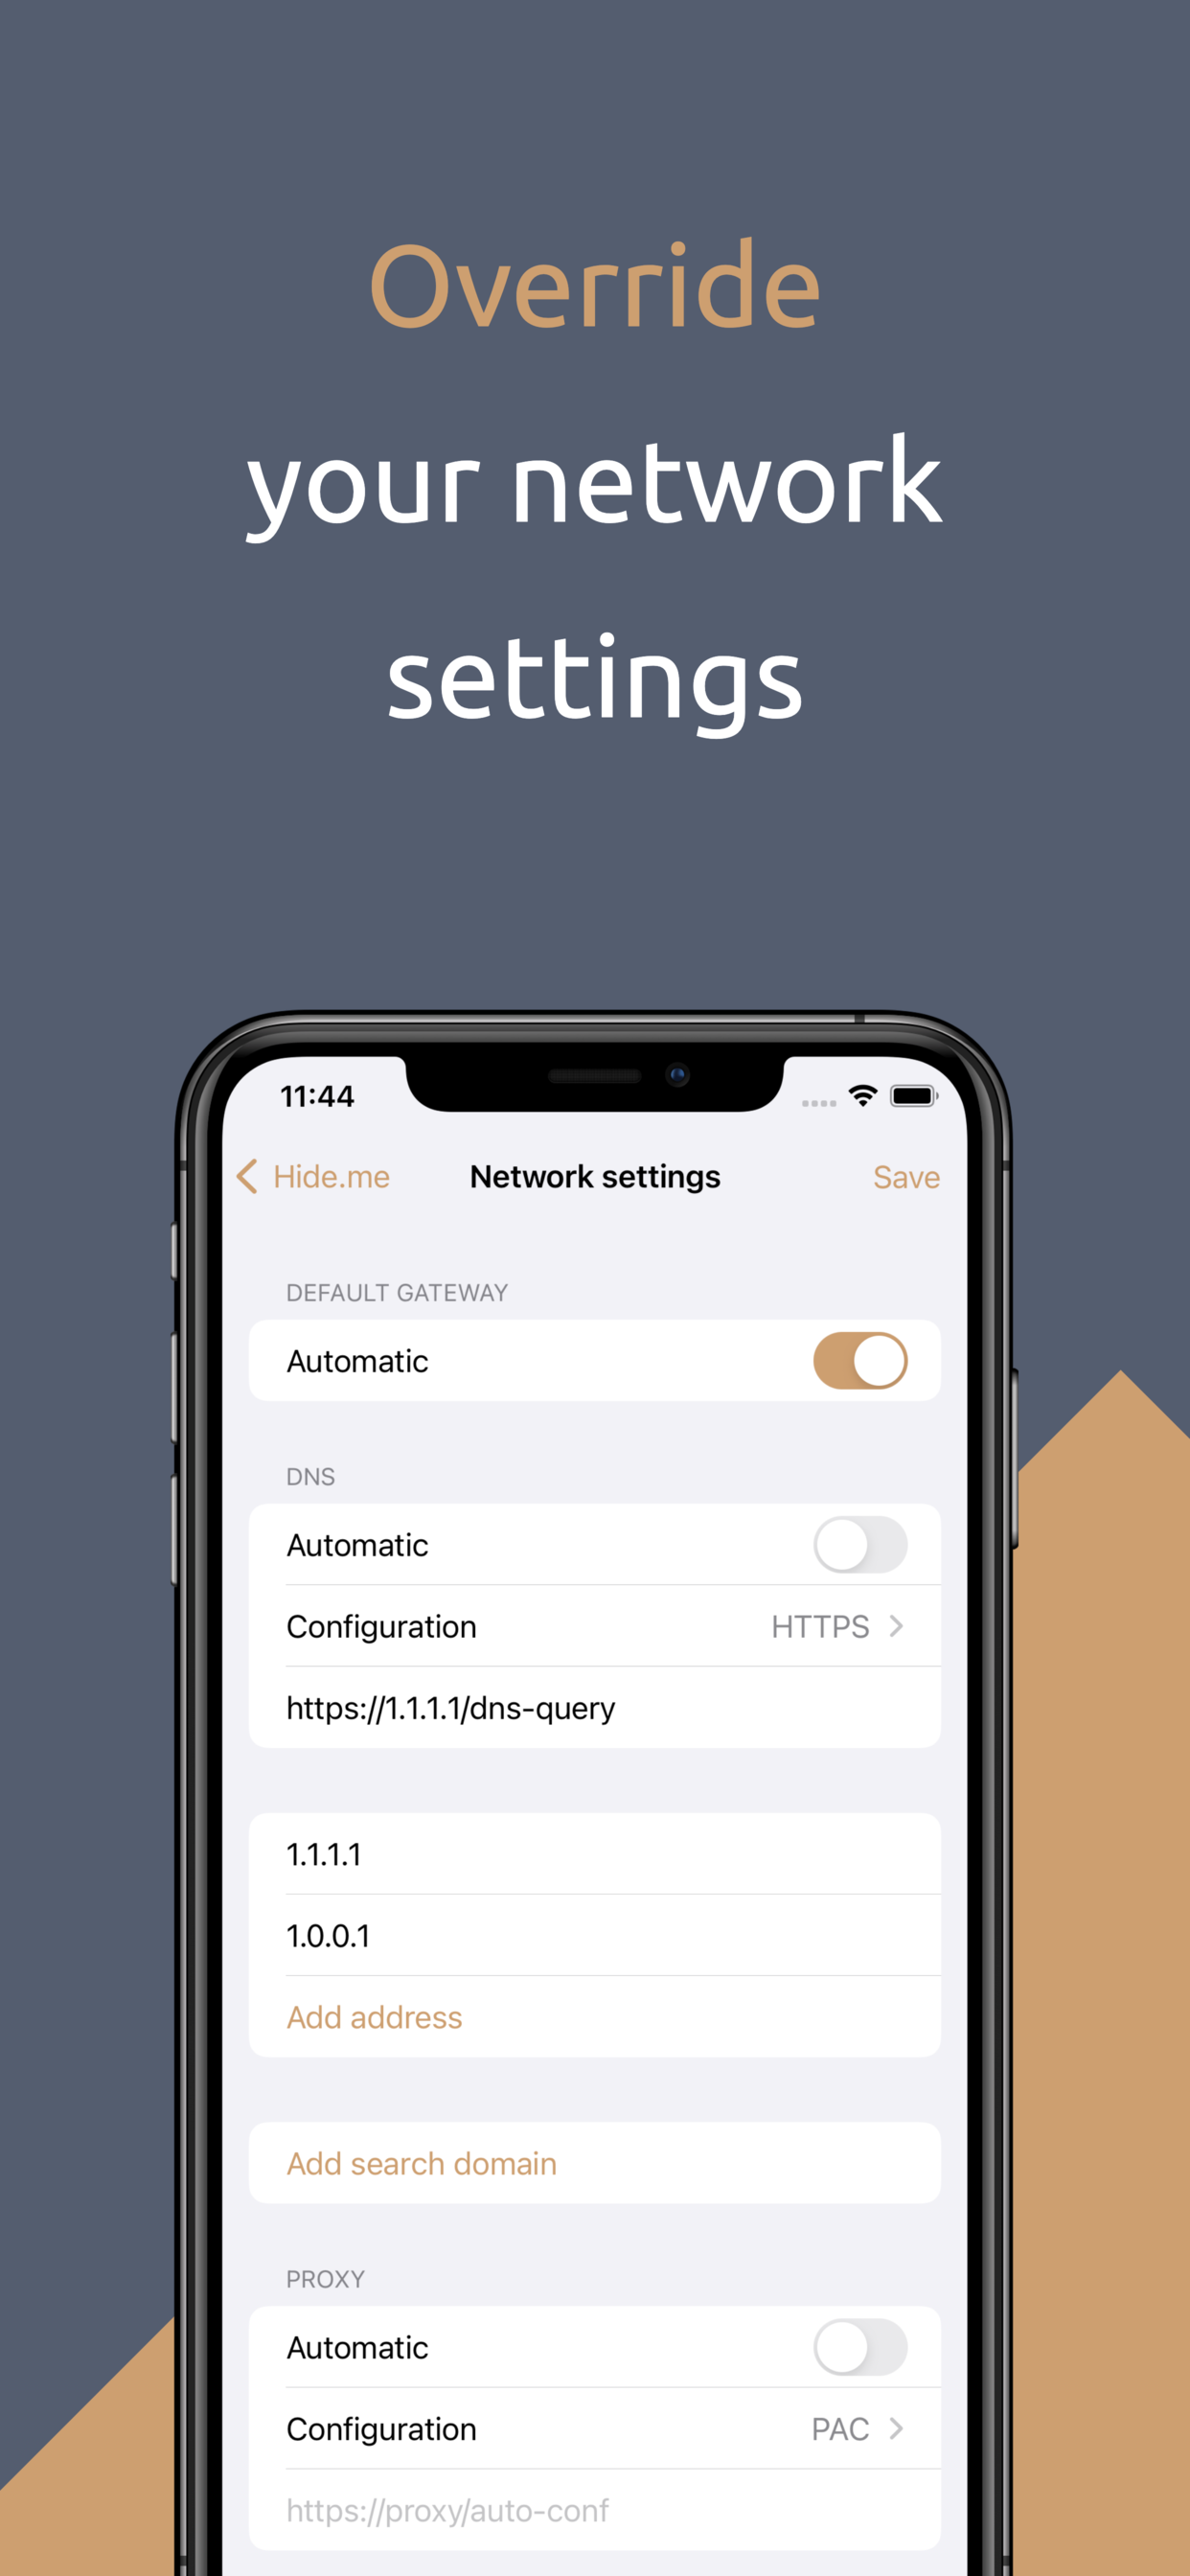 Override
your network
settings
11:44
Hide.me
Network settings
Save
DEFAULT GATEWAY
Automatic
DNS
Automatic
Configuration
HTTPS
https://1.1.1.1/dns-query
1.1.1.1
1.0.0.1
Add address
Add search domain
PROXY
Automatic
Configuration
PAC
https://proxy/auto-conf